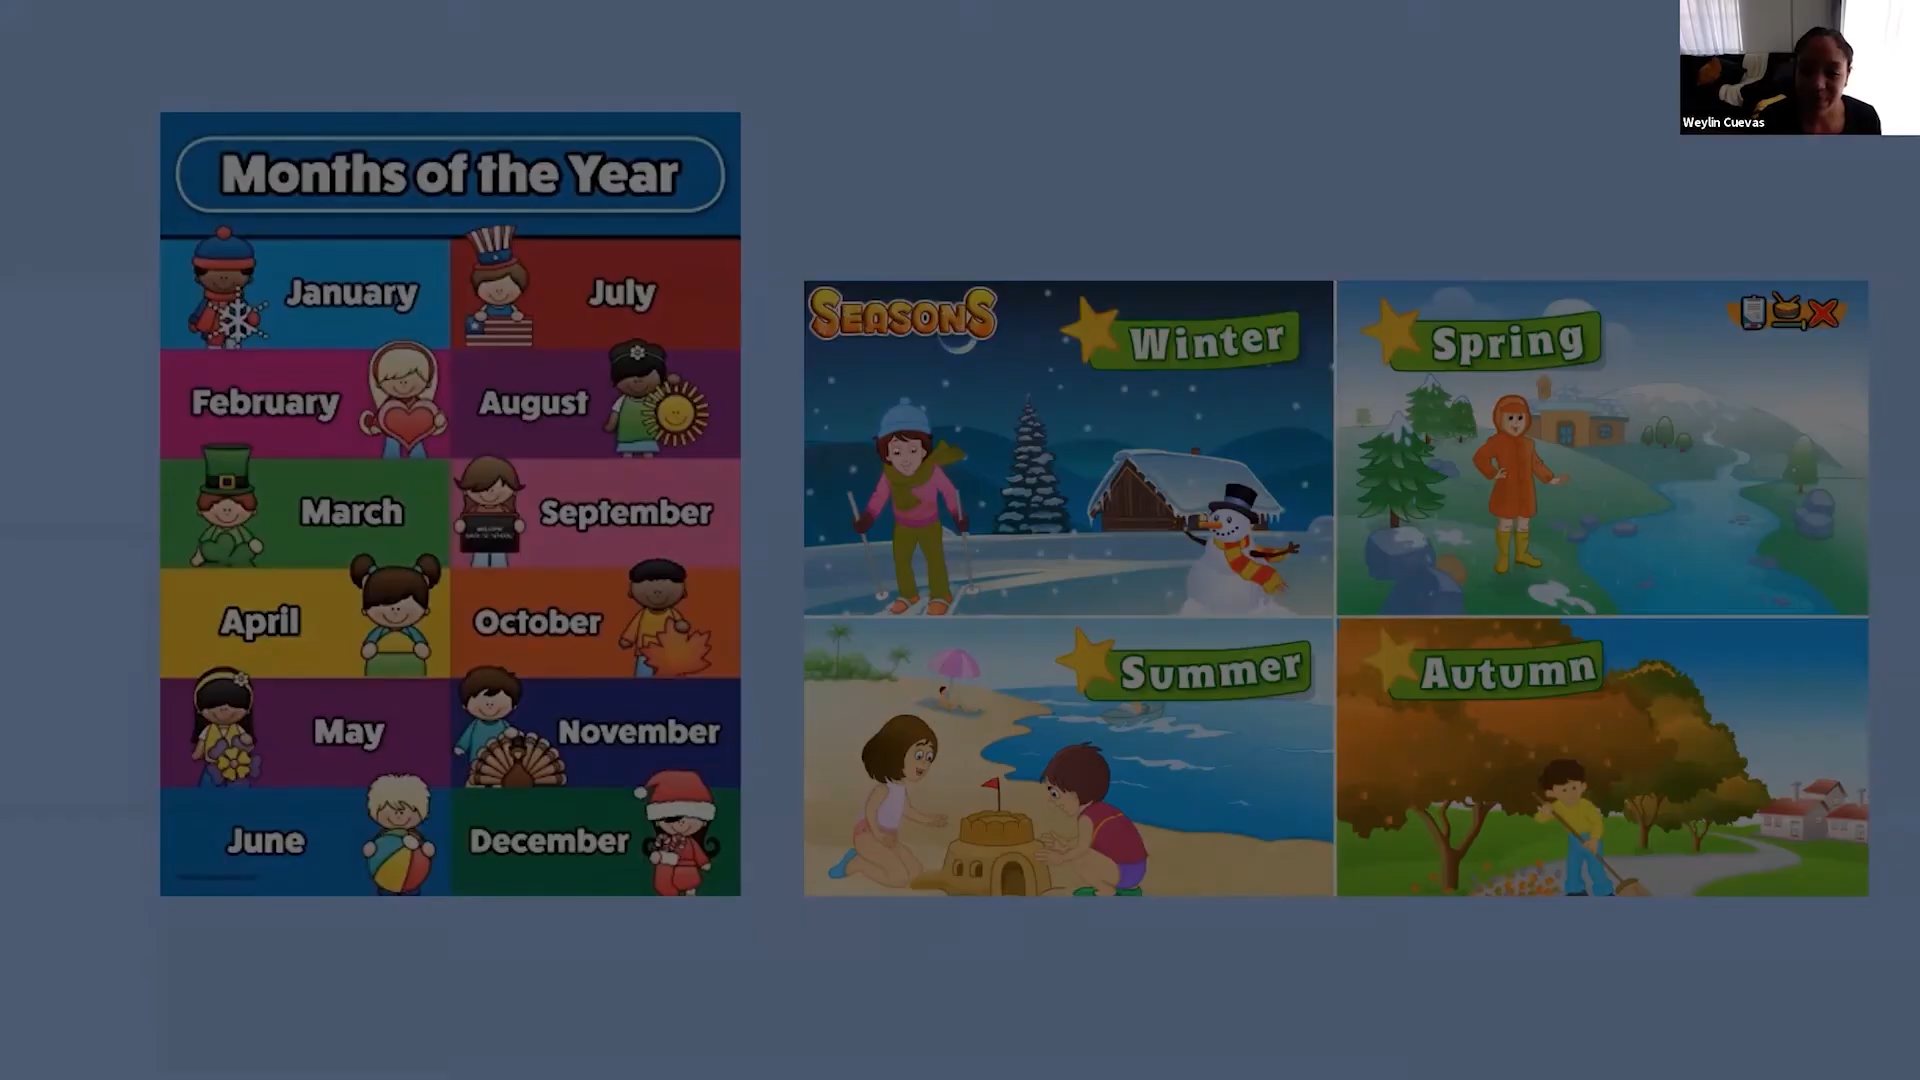 Weylin Cuevas
Months of the Year
January
July
February
August
March
September
April
October
May
November
June
December
SEASONS
Winter
Spring
Summer
Autumn